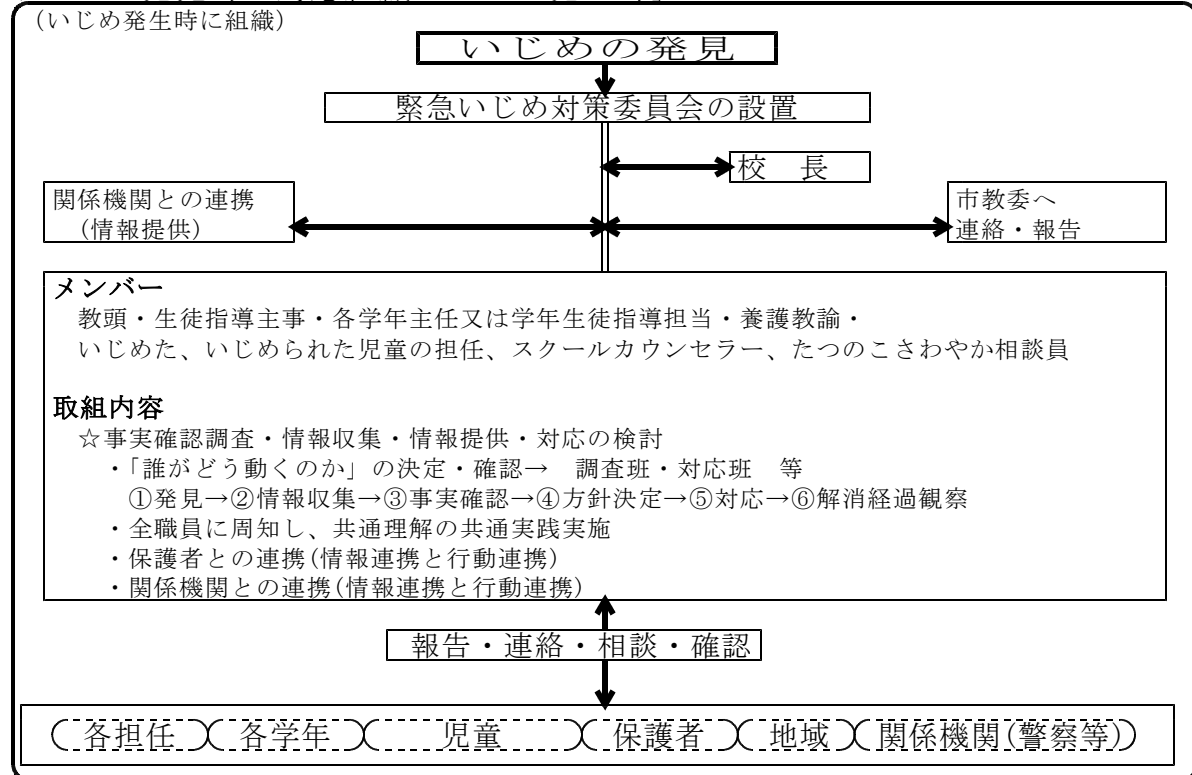 (いじめ発生時に組織)
いじめの発見
緊急いじめ対策委員会の設置
校　長
関係機関との連携
(情報提供)
市教委へ
連絡・報告
メンバー
教頭・生徒指導主事・各学年主任又は学年生徒指導担当・養護教諭・
いじめた、いじめられた児童の担任、スクールカウンセラー、たつのこさわやか相談員
取組内容
☆事実確認調査・情報収集・情報提供・対応の検討
・「誰がどう動くのか」の決定・確認→　調査班・対応班　等
①発見→②情報収集→③事実確認→④方針決定→⑤対応→⑥解消経過観察
・全職員に周知し、共通理解の共通実践実施
・保護者との連携(情報連携と行動連携)
・関係機関との連携(情報連携と行動連携)
報告・連絡・相談・確認
各担任 各学年 児童 保護者 地域 関係機関(警察等)